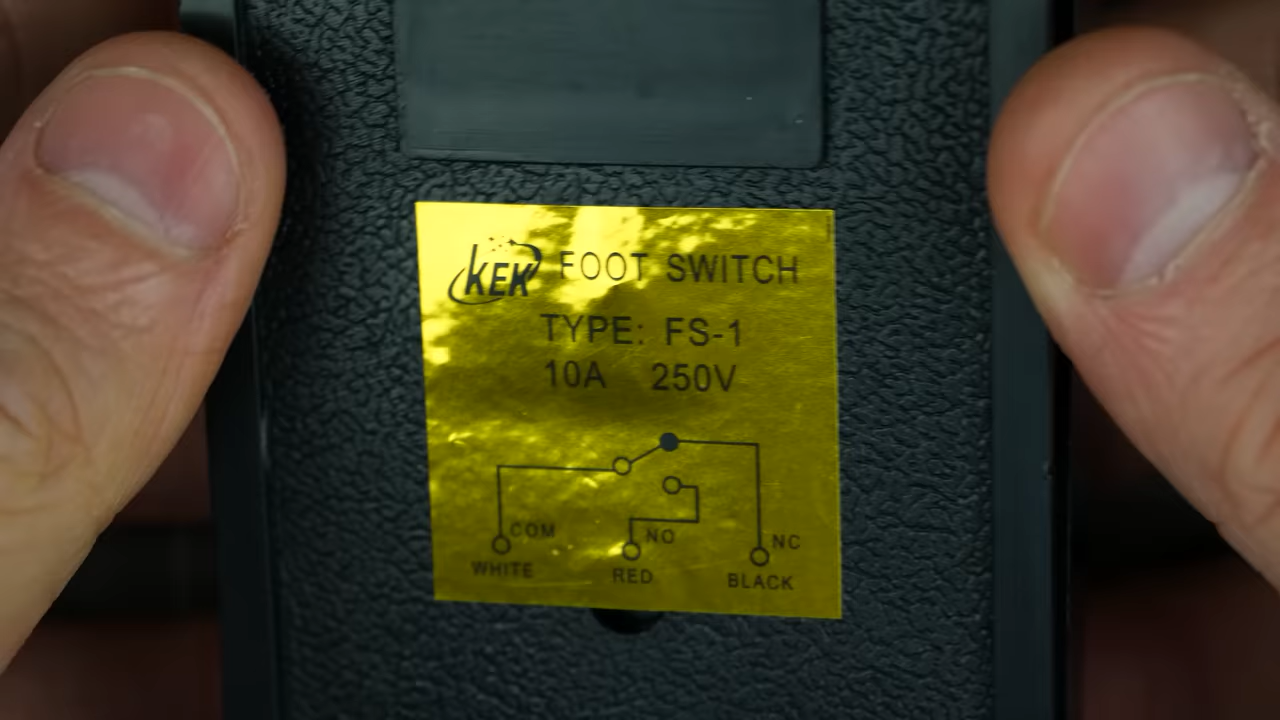 KEK FOOT SWITCH
TYPE: FS-1
10A 250V
COM NO NC
WHITE RED BLACK